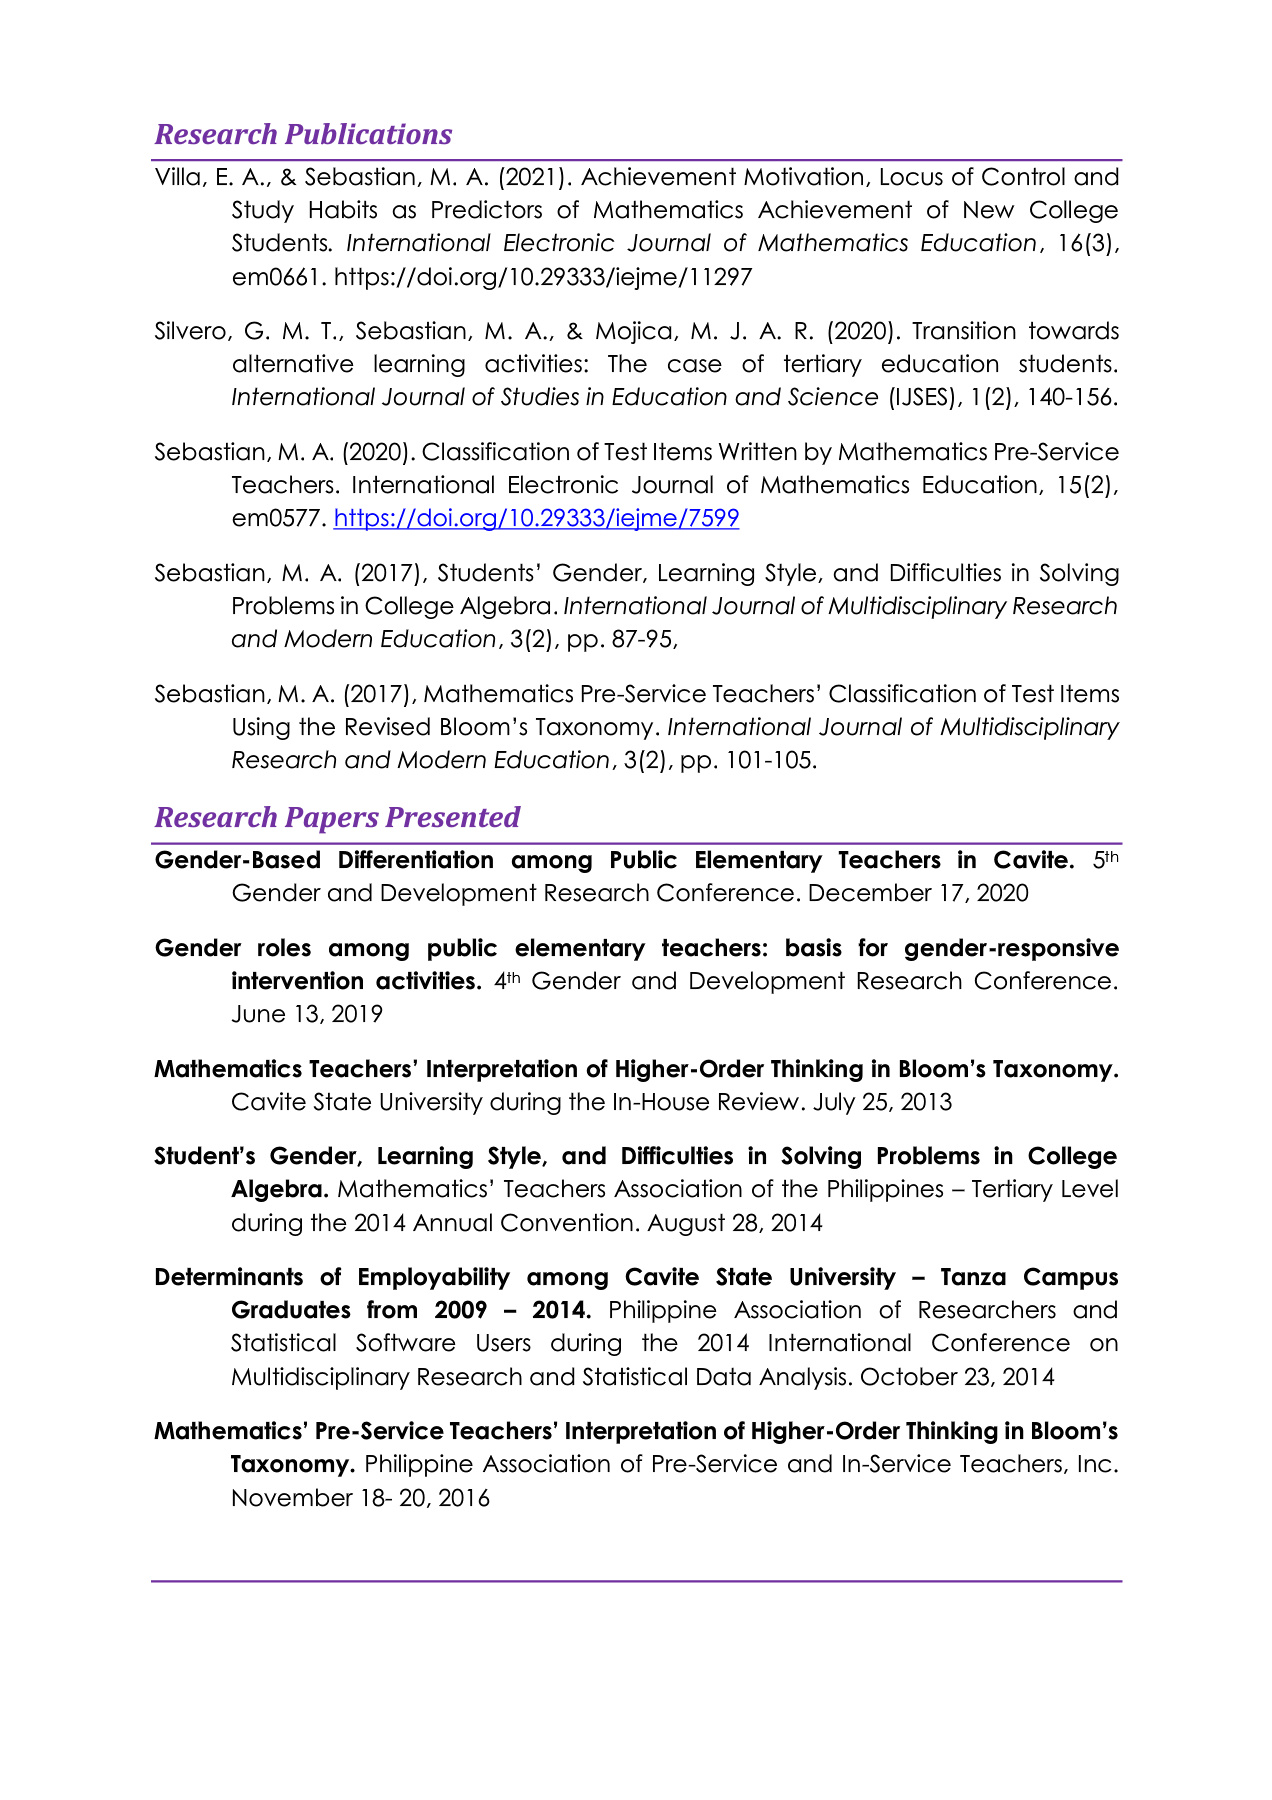 Research Publications
Villa, E. A., & Sebastian, M. A. (2021). Achievement Motivation, Locus of Control and
Study Habits as Predictors of Mathematics Achievement of New College
Students. International Electronic Journal of Mathematics Education, 16(3),
em0661. https://doi.org/10.29333/iejme/11297
Silvero, G. M. T., Sebastian, M. A., & Mojica, M. J. A. R. (2020). Transition towards
alternative learning activities: The case of tertiary education students.
International Journal of Studies in Education and Science (IJSES), 1(2), 140-156.
Sebastian, M. A. (2020). Classification of Test Items Written by Mathematics Pre-Service
Teachers. International Electronic Journal of Mathematics Education, 15(2),
em0577. https://doi.org/10.29333/iejme/7599
Sebastian, M. A. (2017), Students’ Gender, Learning Style, and Difficulties in Solving
Problems in College Algebra. International Journal of Multidisciplinary Research
and Modern Education, 3(2), pp. 87-95,
Sebastian, M. A. (2017), Mathematics Pre-Service Teachers’ Classification of Test Items
Using the Revised Bloom’s Taxonomy. International Journal of Multidisciplinary
Research and Modern Education, 3(2), pp. 101-105.
Research Papers Presented
Gender-Based Differentiation among Public Elementary Teachers in Cavite. 5th
Gender and Development Research Conference. December 17, 2020
Gender roles among public elementary teachers: basis for gender-responsive
intervention activities. 4th Gender and Development Research Conference.
June 13, 2019
Mathematics Teachers’ Interpretation of Higher-Order Thinking in Bloom’s Taxonomy.
Cavite State University during the In-House Review. July 25, 2013
Student’s Gender, Learning Style, and Difficulties in Solving Problems in College
Algebra. Mathematics’ Teachers Association of the Philippines – Tertiary Level
during the 2014 Annual Convention. August 28, 2014
Determinants of Employability among Cavite State University – Tanza Campus
Graduates from 2009 – 2014. Philippine Association of Researchers and
Statistical Software Users during the 2014 International Conference on
Multidisciplinary Research and Statistical Data Analysis. October 23, 2014
Mathematics’ Pre-Service Teachers’ Interpretation of Higher-Order Thinking in Bloom’s
Taxonomy. Philippine Association of Pre-Service and In-Service Teachers, Inc.
November 18- 20, 2016